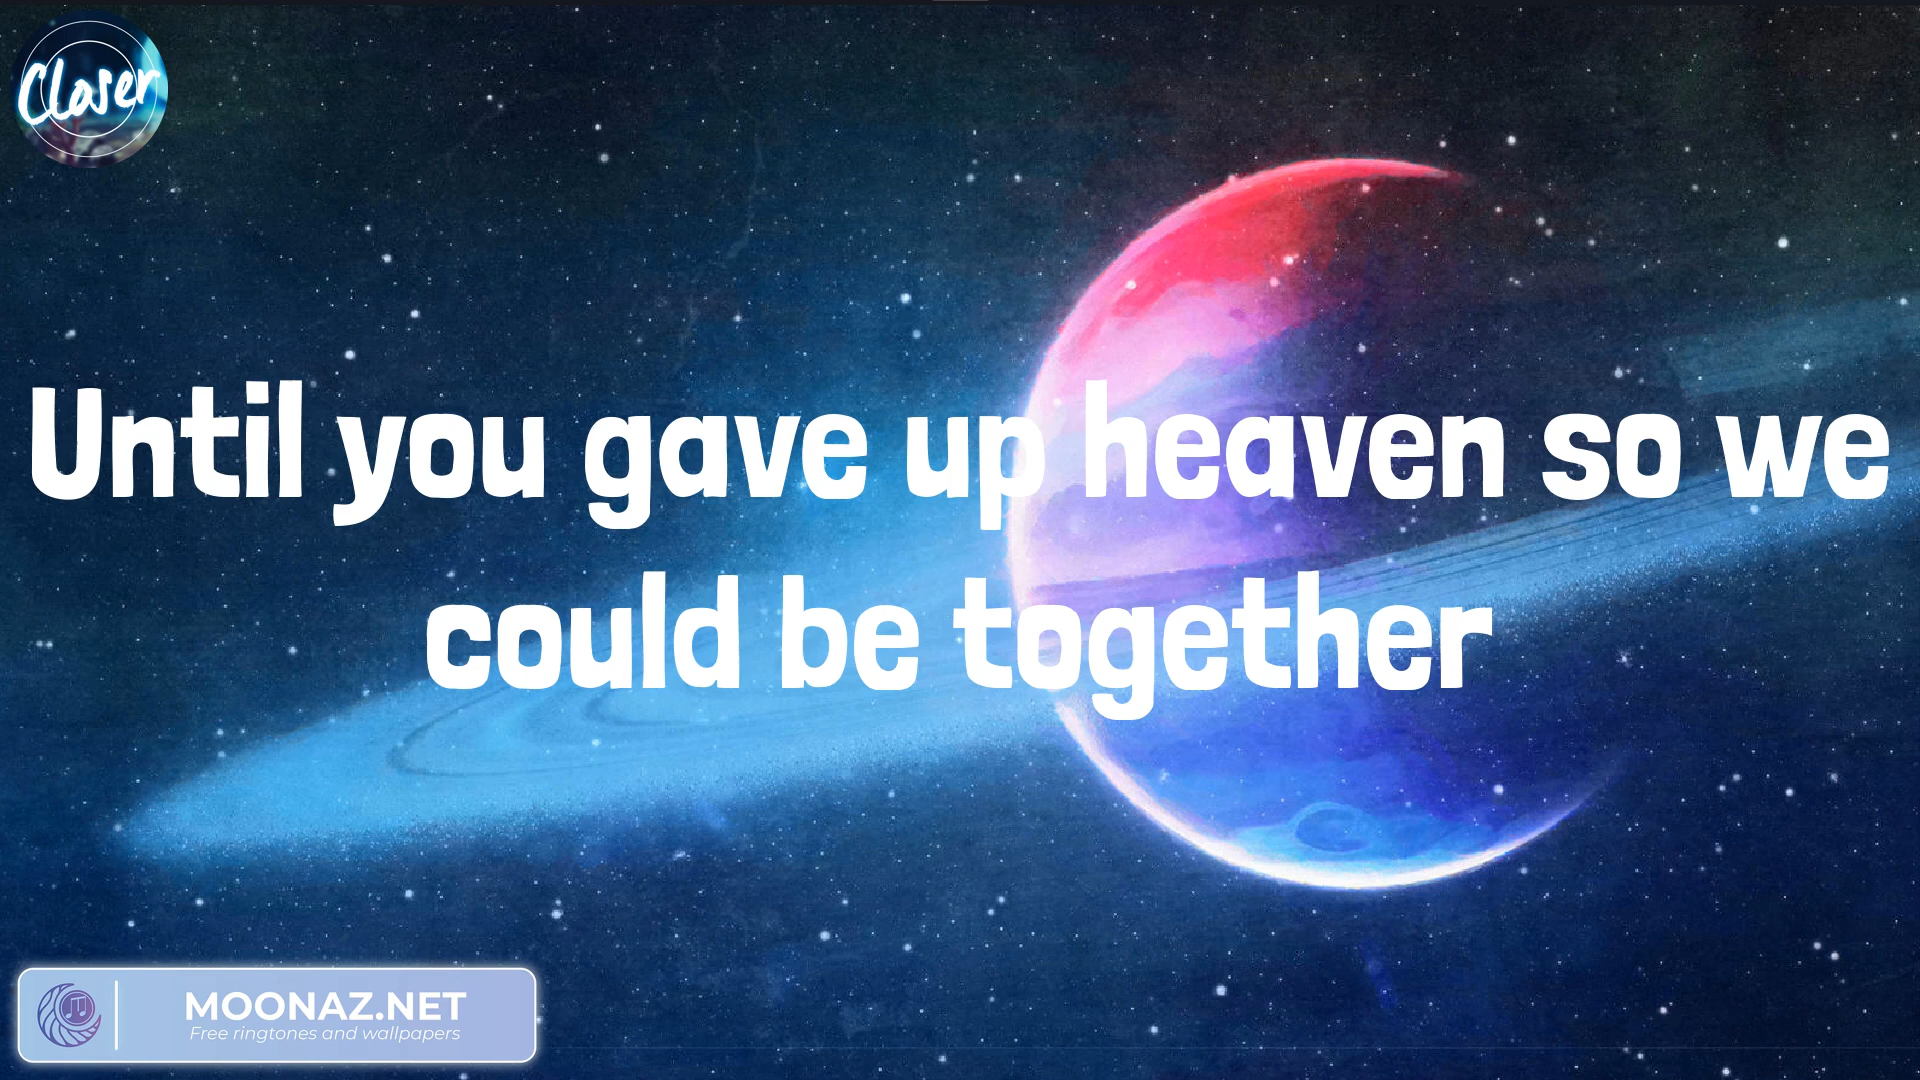 Closer
Until you gave up heaven so we
could be together
MOONAZ.NET
Free ringtones and wallpapers